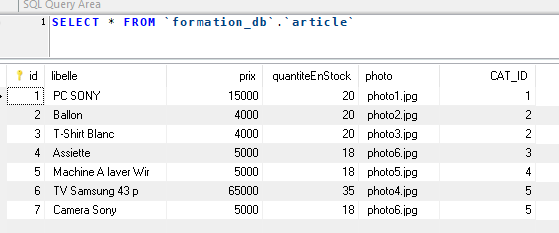 SQL Query Area
1 SELECT * FROM `formation_db`.`article`
id libelle prix quantiteEnStock photo CAT_ID
1 PC SONY 15000 20 photo1.jpg 1
2 Ballon 4000 20 photo2.jpg 2
3 T-Shirt Blanc 4000 20 photo3.jpg 2
4 Assiette 5000 18 photo6.jpg 3
5 Machine A laver Wir 5000 18 photo5.jpg 4
6 TV Samsung 43 p 65000 35 photo4.jpg 5
7 Camera Sony 5000 18 photo6.jpg 5